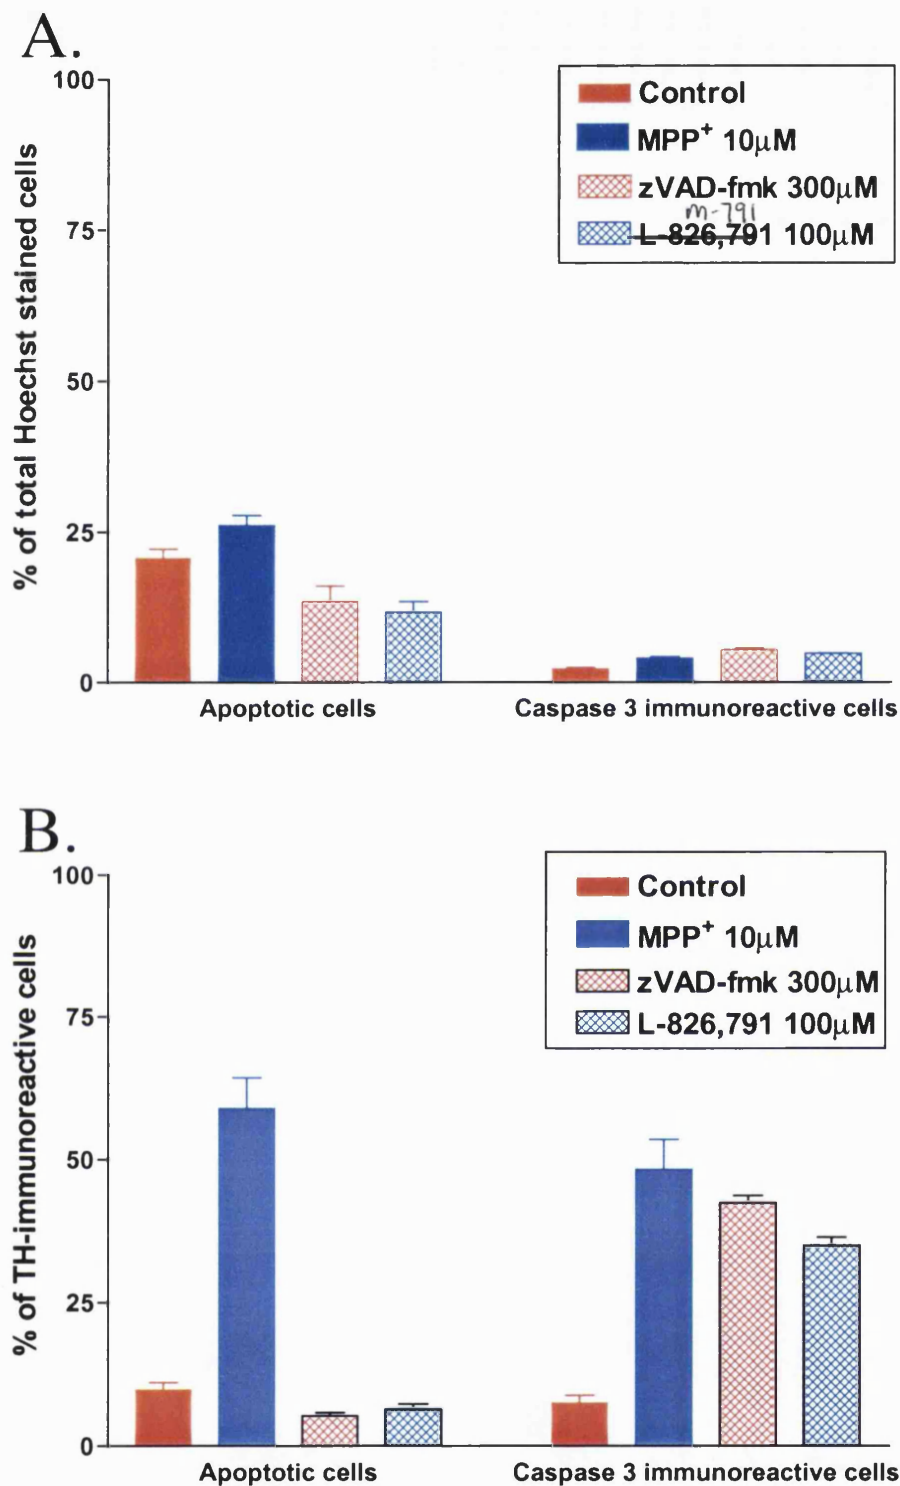 A.
100
75
50
25
0
% of total Hoechst stained cells
Control
MPP+ 10μM
zVAD-fmk 300μM
m-791
L-826,791 100μM
Apoptotic cells
Caspase 3 immunoreactive cells
B.
100
75
50
25
0
% of TH-immunoreactive cells
Control
MPP+ 10μM
zVAD-fmk 300μM
L-826,791 100μM
Apoptotic cells
Caspase 3 immunoreactive cells